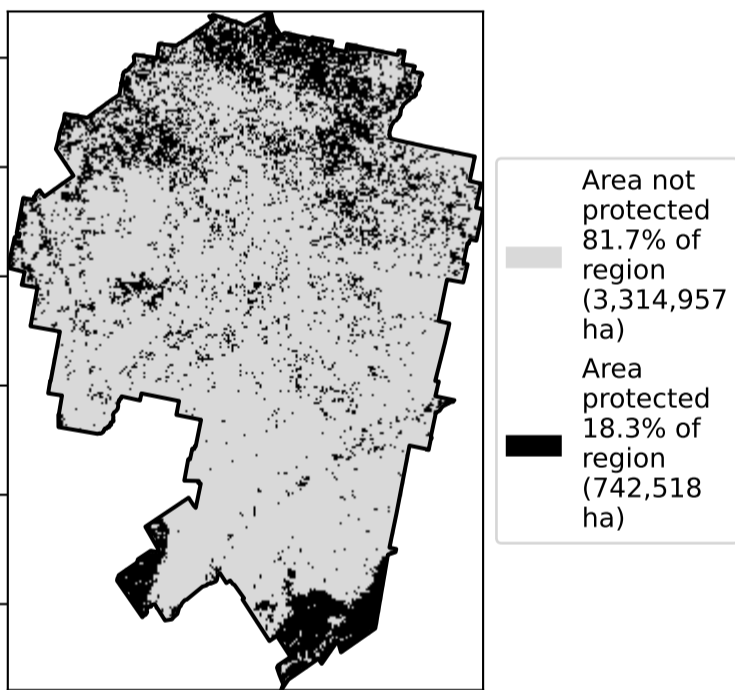 Area not
protected
81.7% of
region
(3,314,957
ha)
Area
protected
18.3% of
region
(742,518
ha)